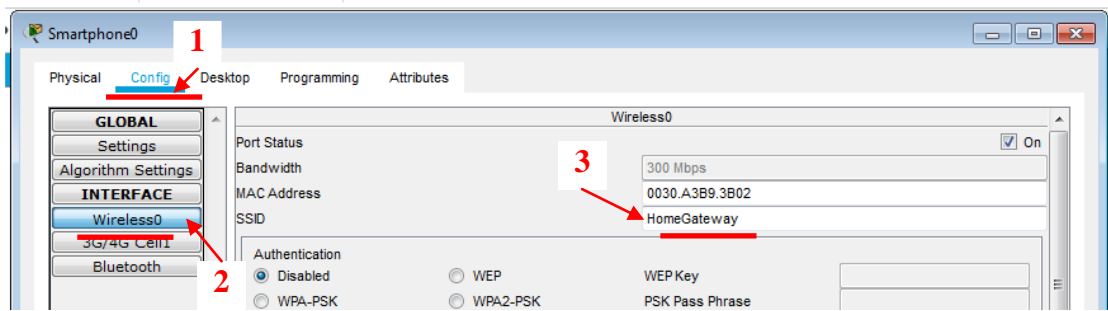 Smartphone0
1
Physical Config Desktop Programming Attributes
GLOBAL
Settings
Algorithm Settings
INTERFACE
Wireless0
3G/4G Cell1
Bluetooth
2
Wireless0
Port Status On
Bandwidth 300 Mbps
3
MAC Address 0030.A3B9.3B02
SSID HomeGateway
Authentication
Disabled WEP WEP Key
WPA-PSK WPA2-PSK PSK Pass Phrase